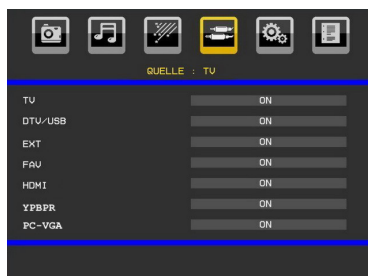 QUELLE : TV
TV ON
DTV/USB ON
EXT ON
FAV ON
HDMI ON
YPBPR ON
PC-VGA ON